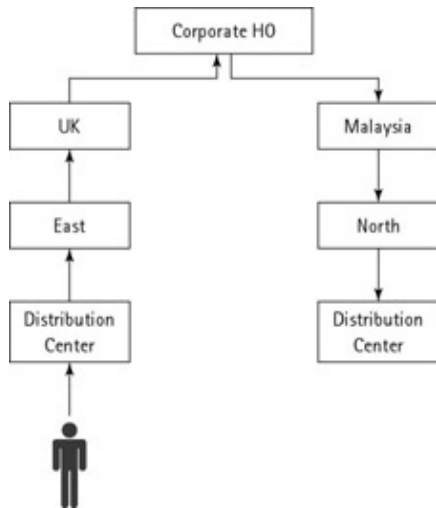 Corporate HO
UK
Malaysia
East
North
Distribution
Center
Distribution
Center